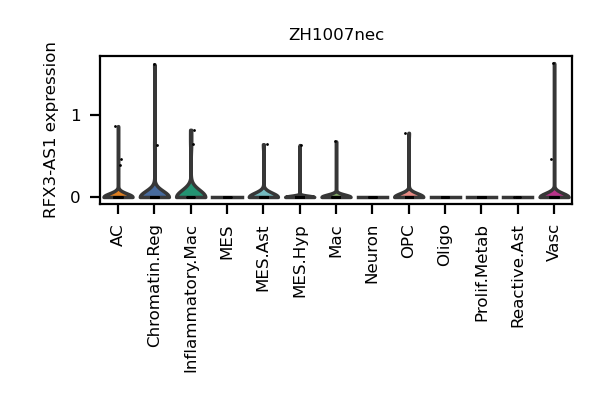 ZH1007nec
RFX3-AS1 expression
1
0
AC
Chromatin.Reg
Inflammatory.Mac
MES
MES.Ast
MES.Hyp
Mac
Neuron
OPC
Oligo
Prolif.Metab
Reactive.Ast
Vasc